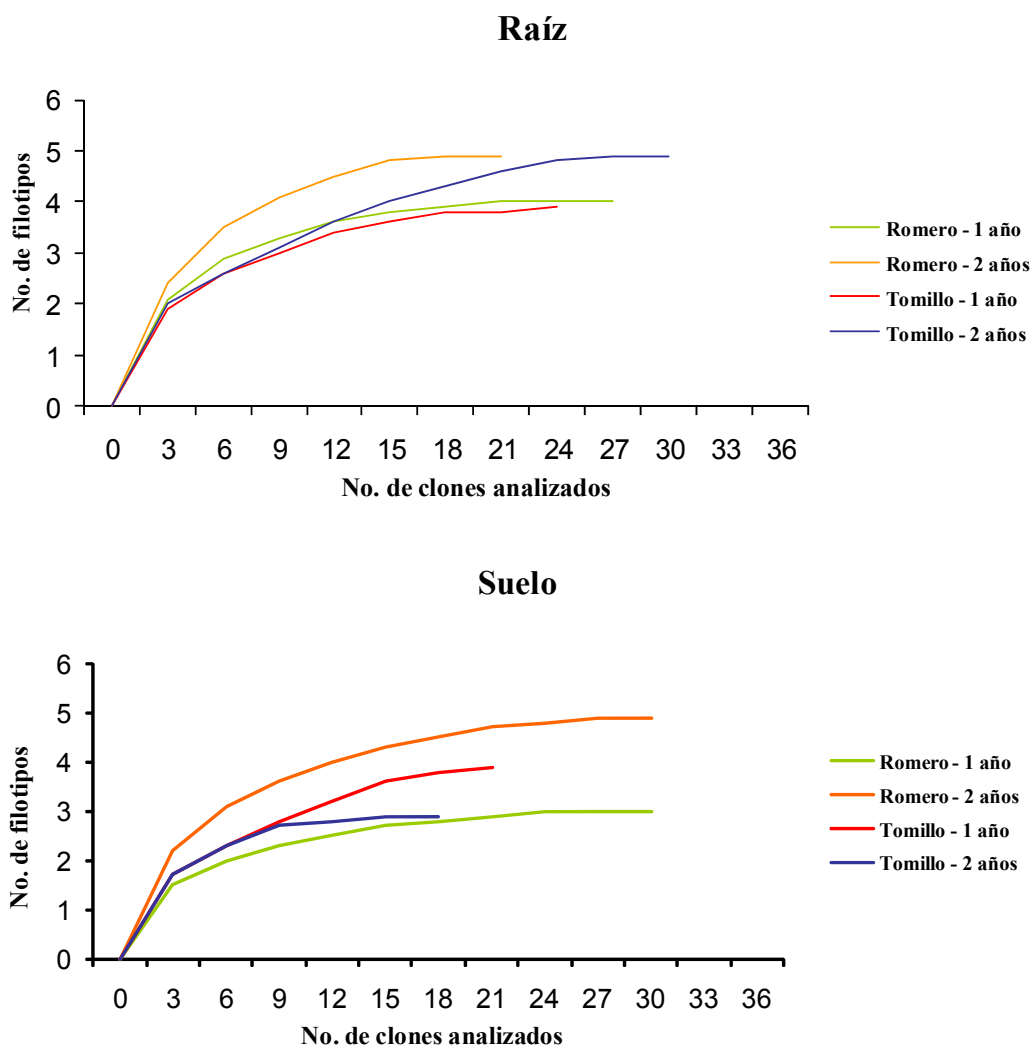 Raíz
6
5
4
3
2
1
0
No. de filotipos
0 3 6 9 12 15 18 21 24 27 30 33 36
No. de clones analizados
Romero - 1 año
Romero - 2 años
Tomillo - 1 año
Tomillo - 2 años
Suelo
6
5
4
3
2
1
0
No. de filotipos
0 3 6 9 12 15 18 21 24 27 30 33 36
No. de clones analizados
Romero - 1 año
Romero - 2 años
Tomillo - 1 año
Tomillo - 2 años